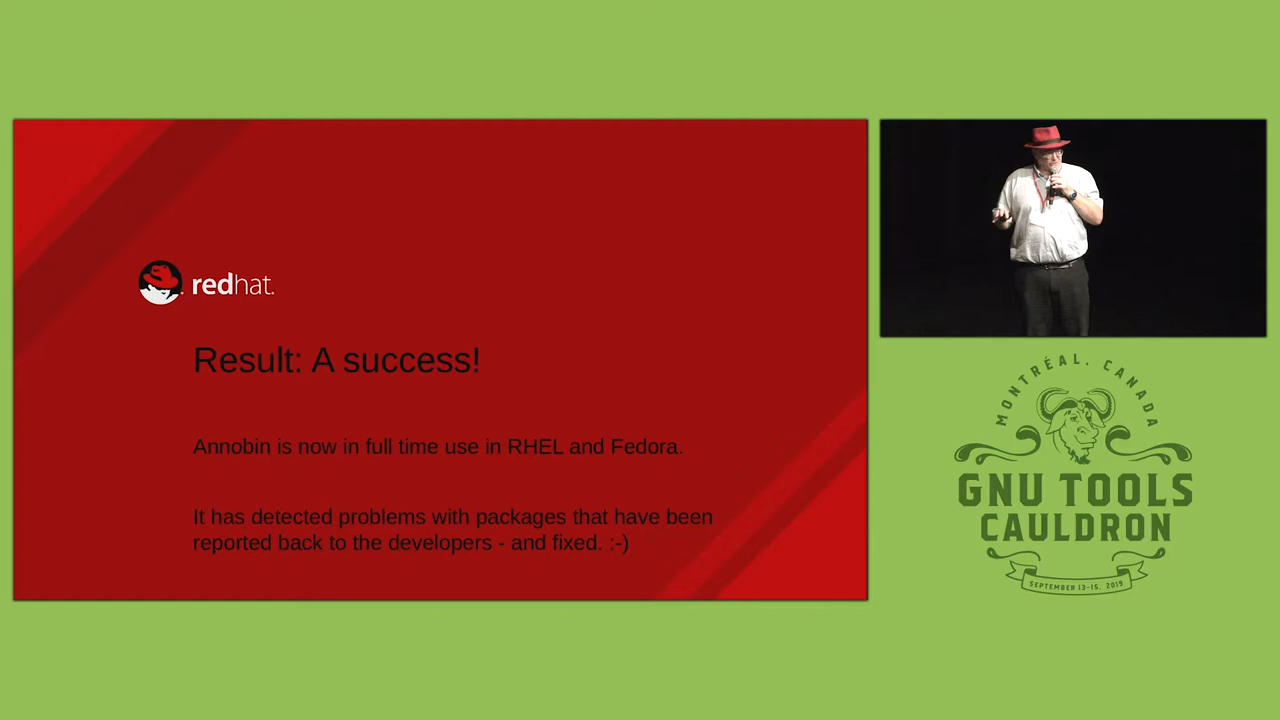 redhat.
Result: A success!
Annobin is now in full time use in RHEL and Fedora.
It has detected problems with packages that have been
reported back to the developers - and fixed. :-)
MONTRÉAL, CANADA
GNU TOOLS
CAULDRON
SEPTEMBER 13-15, 2019